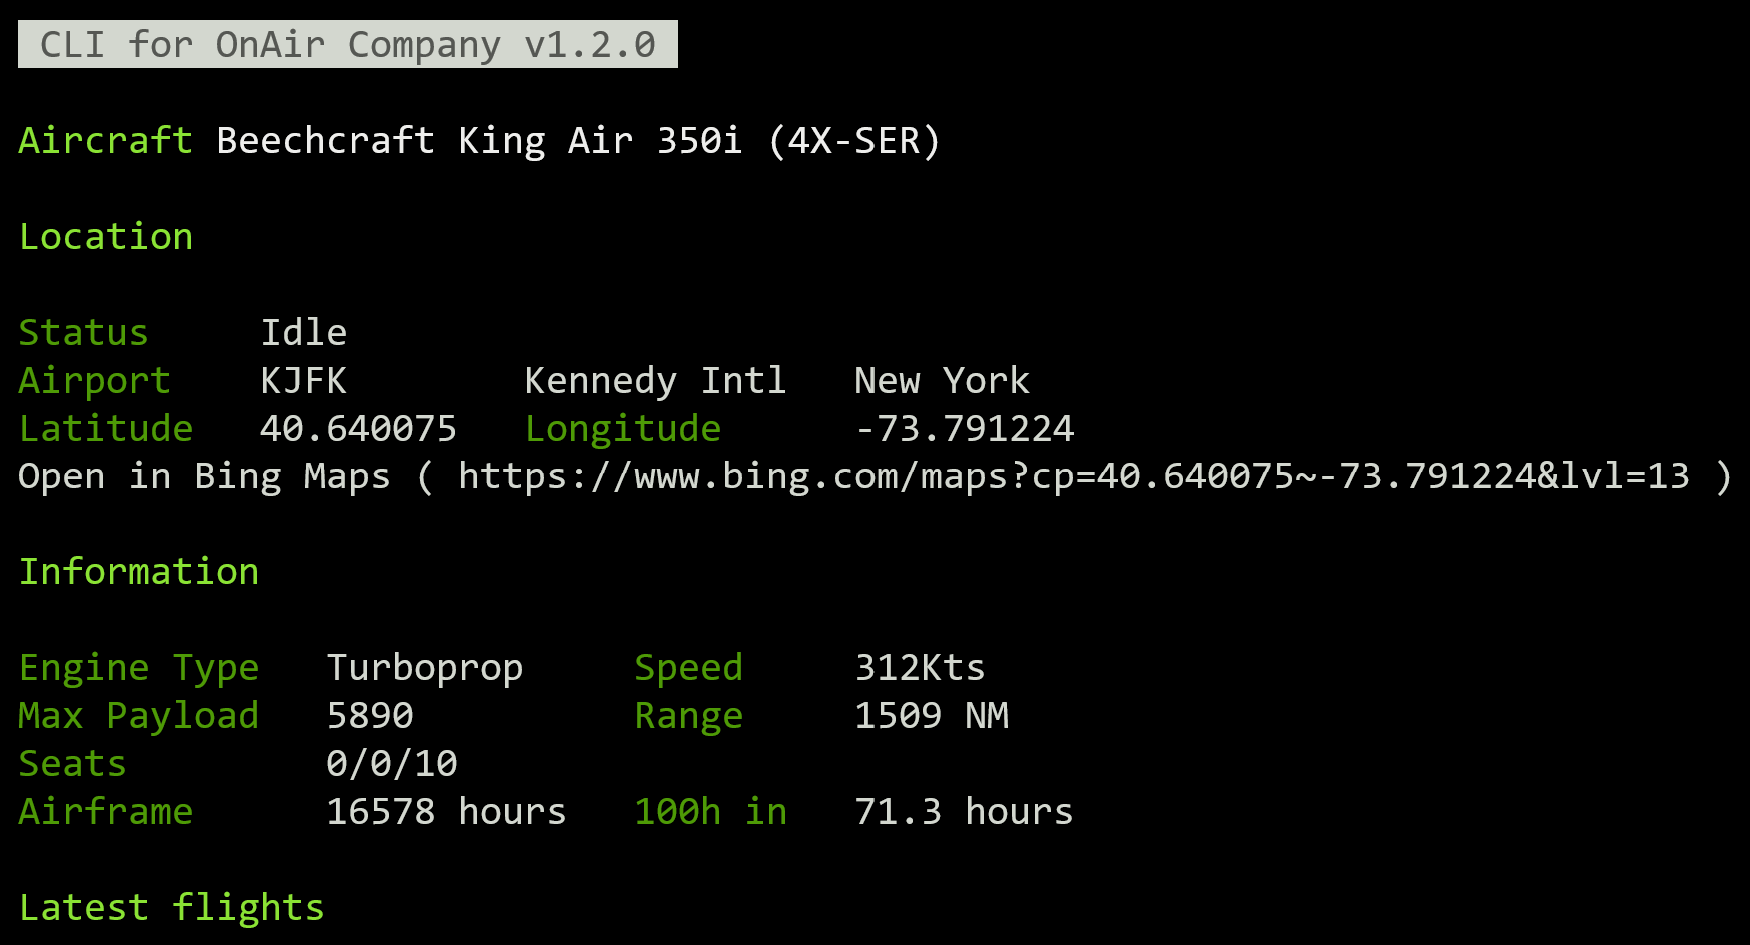 CLI for OnAir Company v1.2.0
Aircraft Beechcraft King Air 350i (4X-SER)
Location
Status Idle
Airport KJFK Kennedy Intl New York
Latitude 40.640075 Longitude -73.791224
Open in Bing Maps ( https://www.bing.com/maps?cp=40.640075~-73.791224&lvl=13 )
Information
Engine Type Turboprop Speed 312Kts
Max Payload 5890 Range 1509 NM
Seats 0/0/10
Airframe 16578 hours 100h in 71.3 hours
Latest flights